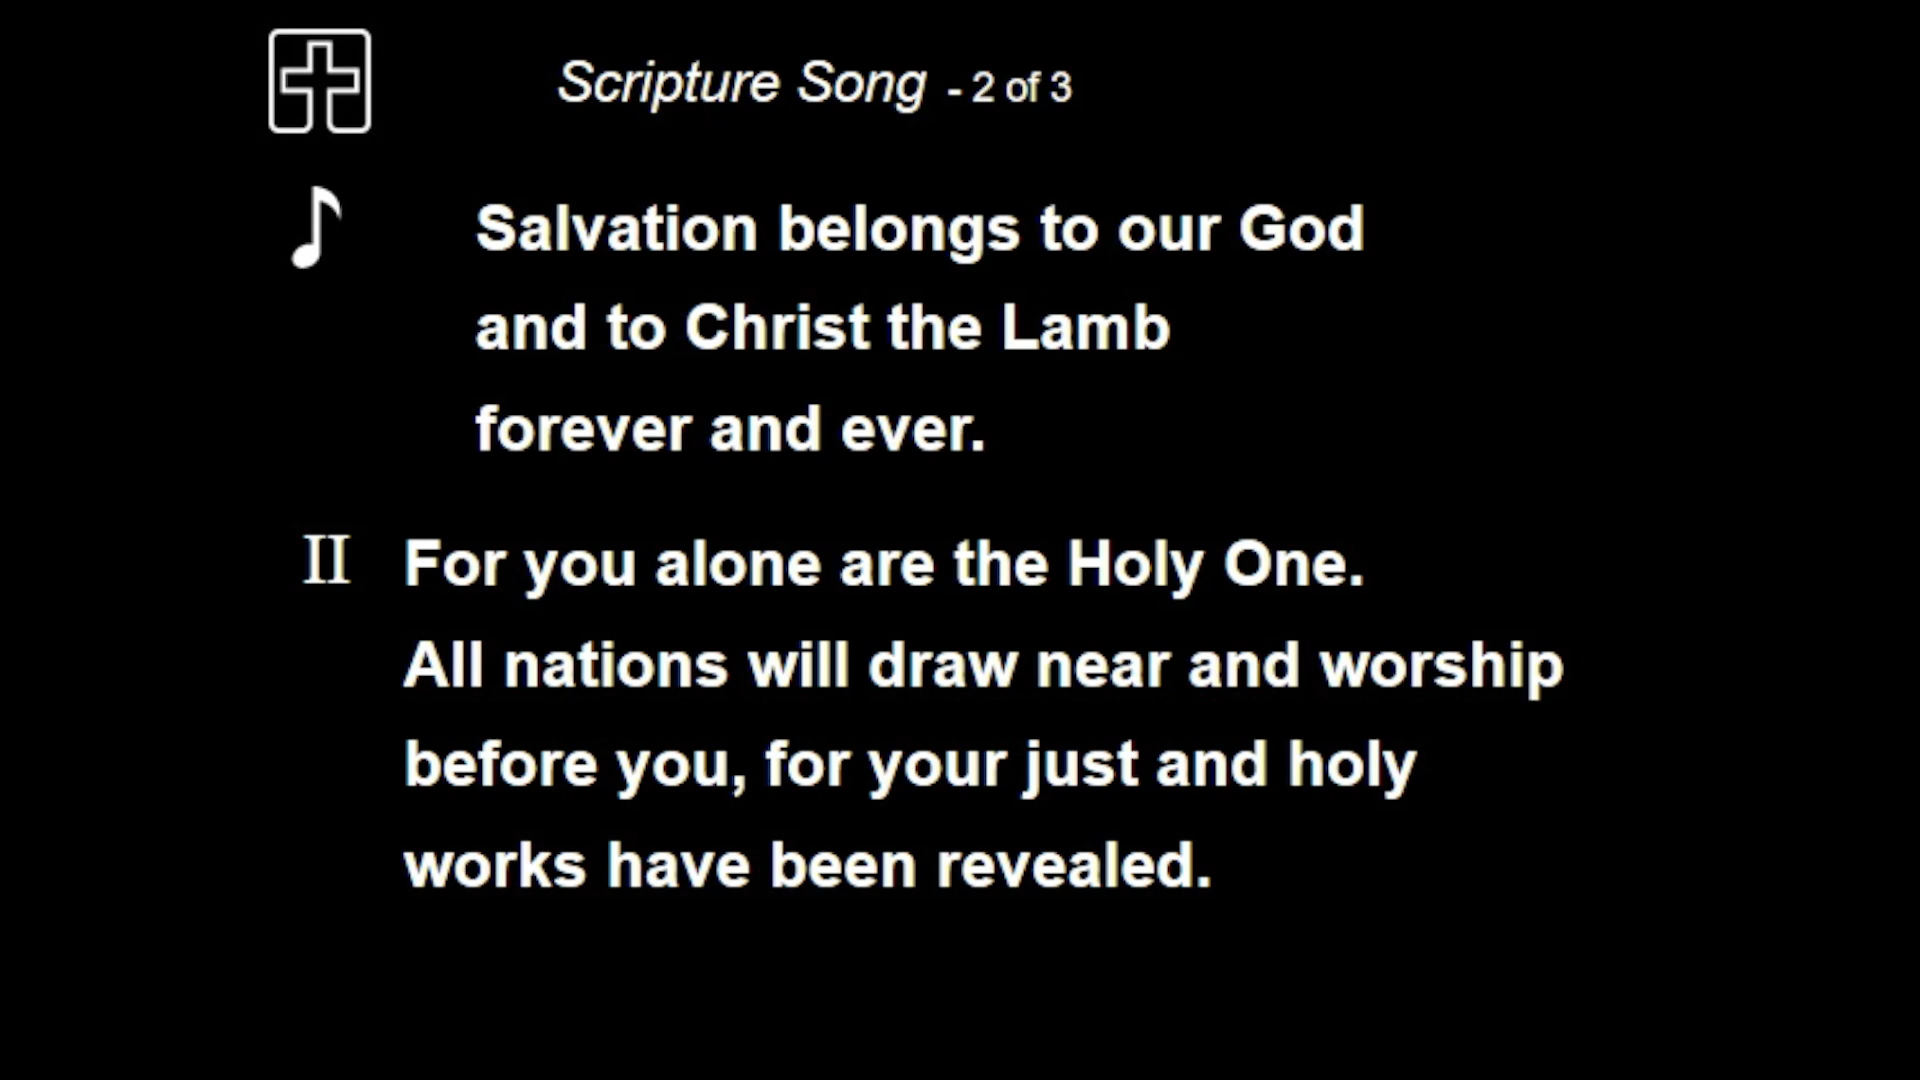 Scripture Song - 2 of 3
Salvation belongs to our God
and to Christ the Lamb
forever and ever.
II For you alone are the Holy One.
All nations will draw near and worship
before you, for your just and holy
works have been revealed.